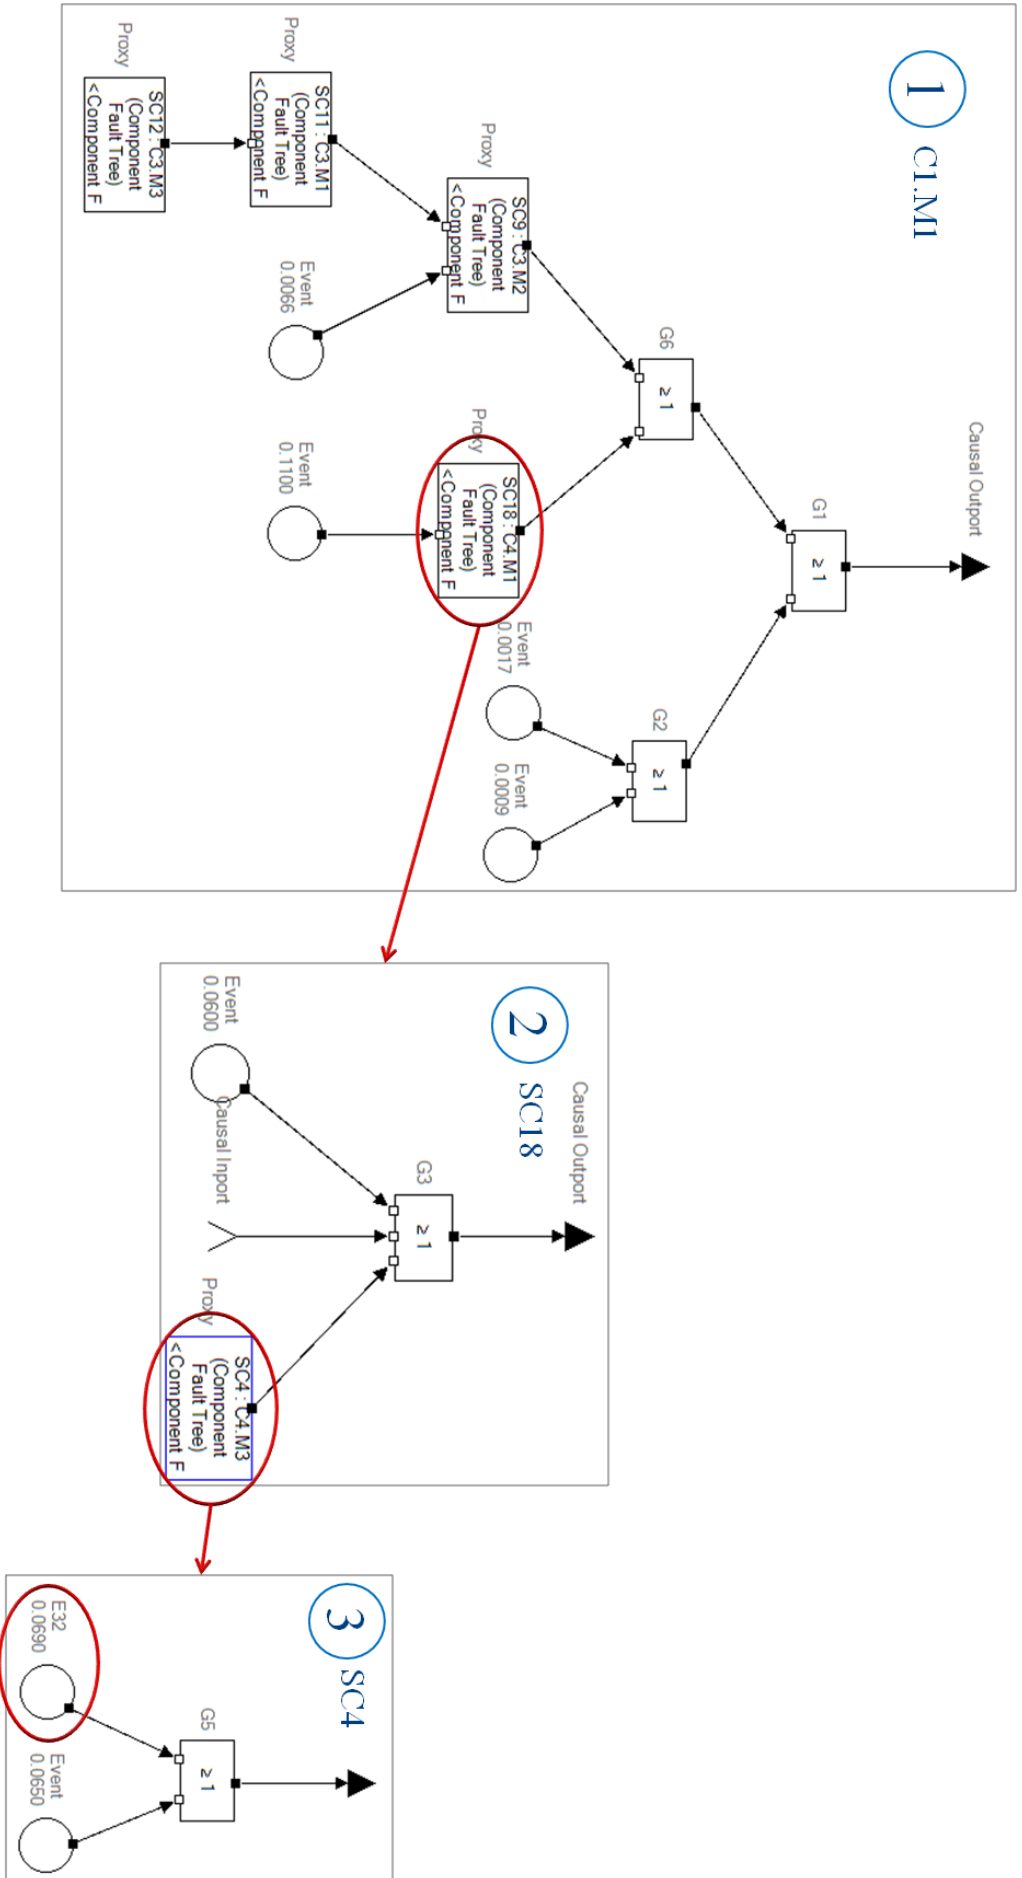 1
C1.M1
Causal Outport
G1
≥ 1
G6
≥ 1
G2
≥ 1
Proxy
SC9 : C3.M2
(Component
Fault Tree)
<Component F
Proxy
SC18 : C4.M1
(Component
Fault Tree)
<Component F
Event
0.0017
Event
0.0009
Proxy
SC11 : C3.M1
(Component
Fault Tree)
<Component F
Event
0.0066
Event
0.1100
Proxy
SC12 : C3.M3
(Component
Fault Tree)
<Component F
2
SC18
Causal Outport
G3
≥ 1
Event
0.0600
Causal Inport
Proxy
SC4 : C4.M3
(Component
Fault Tree)
<Component F
3
SC4
G5
≥ 1
E32
0.0690
Event
0.0650